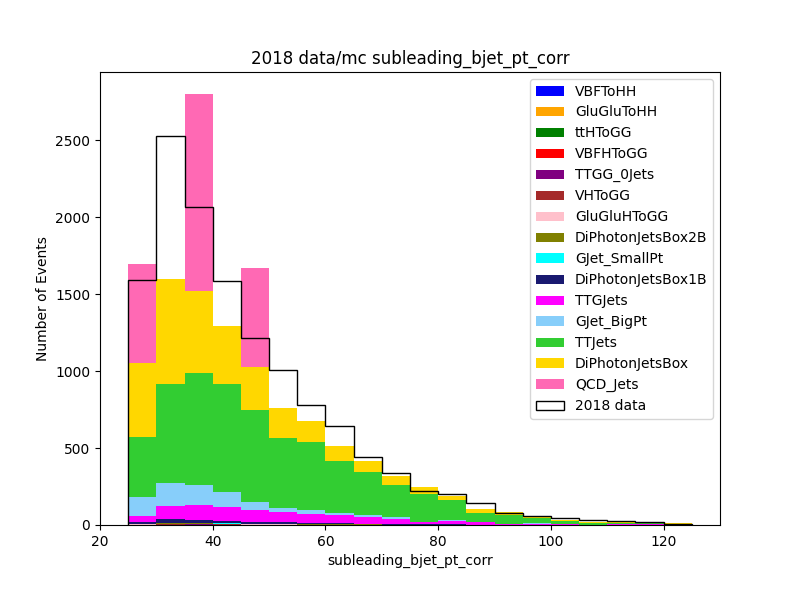 2018 data/mc subleading_bjet_pt_corr
Number of Events
2500
2000
1500
1000
500
0
20
40
60
80
100
120
subleading_bjet_pt_corr
VBFToHH
GluGluToHH
ttHToGG
VBFHToGG
TTGG_0Jets
VHToGG
GluGluHToGG
DiPhotonJetsBox2B
GJet_SmallPt
DiPhotonJetsBox1B
TTGJets
GJet_BigPt
TTJets
DiPhotonJetsBox
QCD_Jets
2018 data